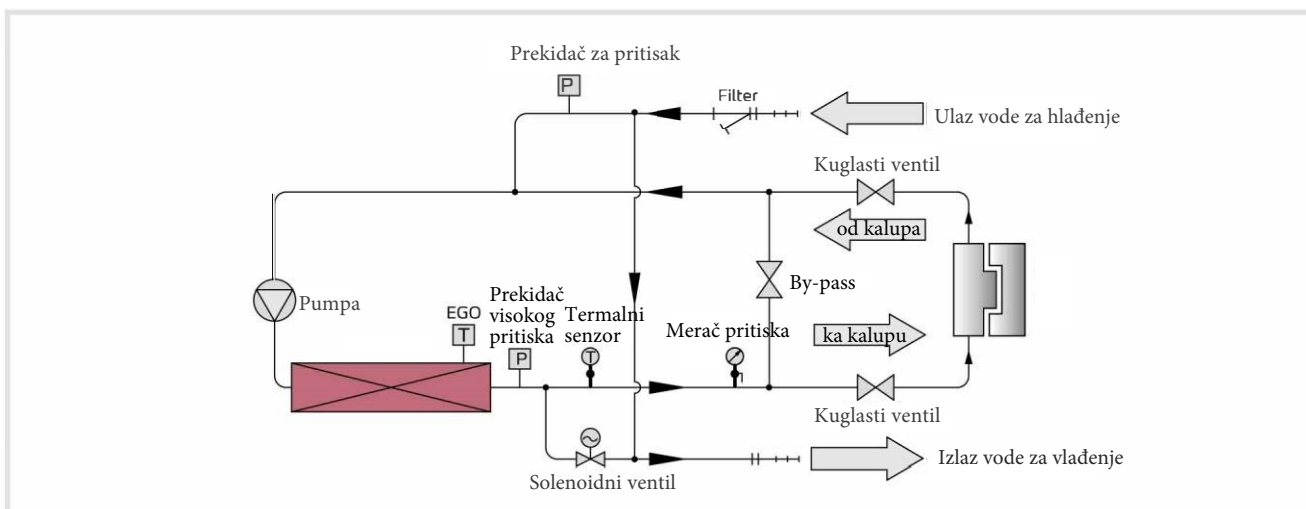 Prekidač za pritisak
P
Filter
Ulaz vode za hlađenje
Kuglasti ventil
od kalupa
By-pass
Pumpa
EGO
T
Prekidač
visokog
pritiska
P
Termalni
senzor
T
Merač pritiska
ka kalupu
Kuglasti ventil
Solenoidni ventil
Izlaz vode za vlađenje